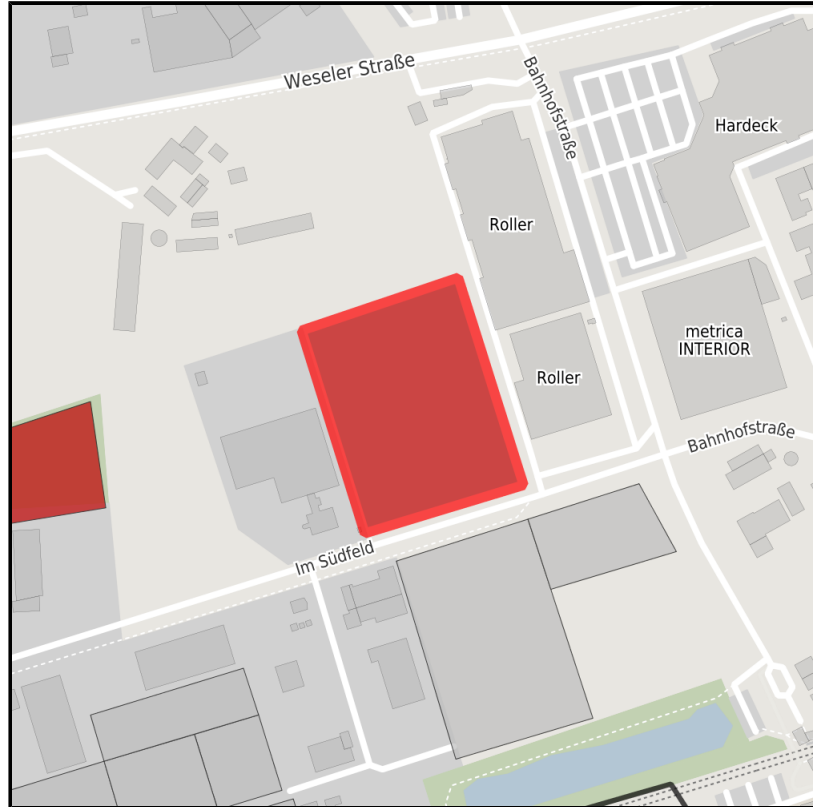 Weseler Straße
Bahnhofstraße
Hardeck
Roller
metrica
INTERIOR
Roller
Bahnhofstraße
Im Südfeld